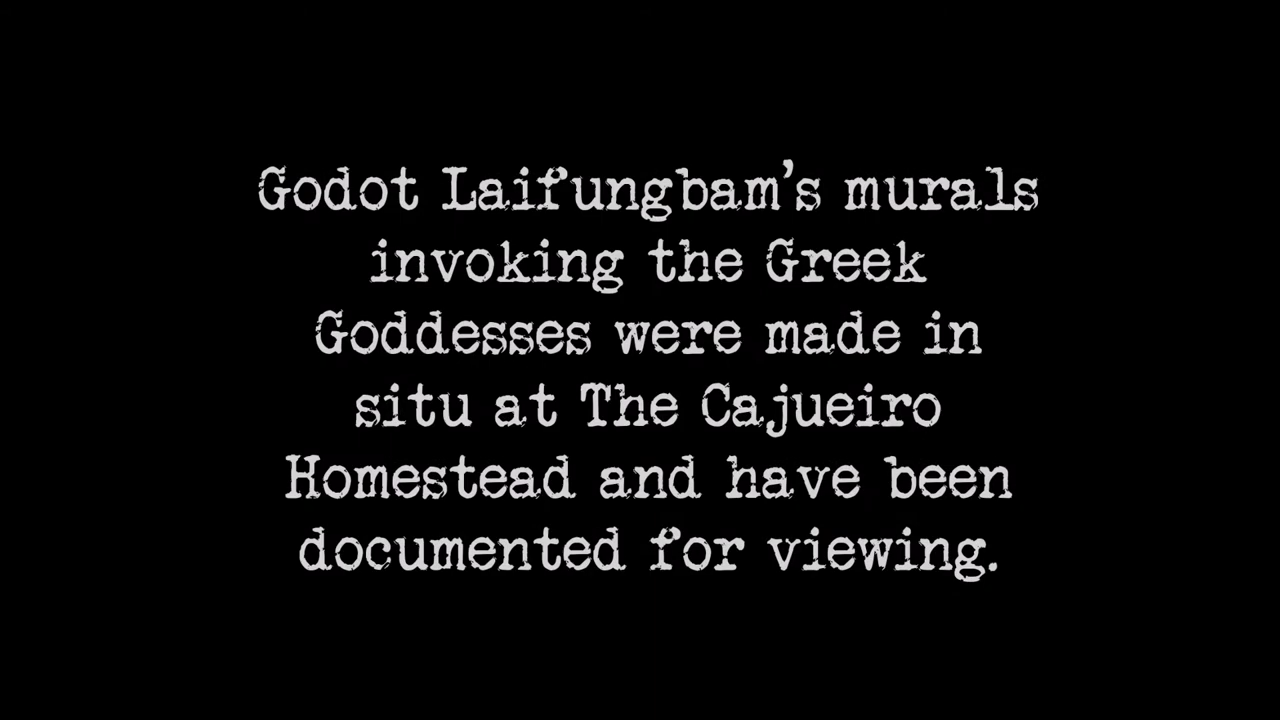 Godot Laifungbam's murals
invoking the Greek
Goddesses were made in
situ at The Cajueiro
Homestead and have been
documented for viewing.